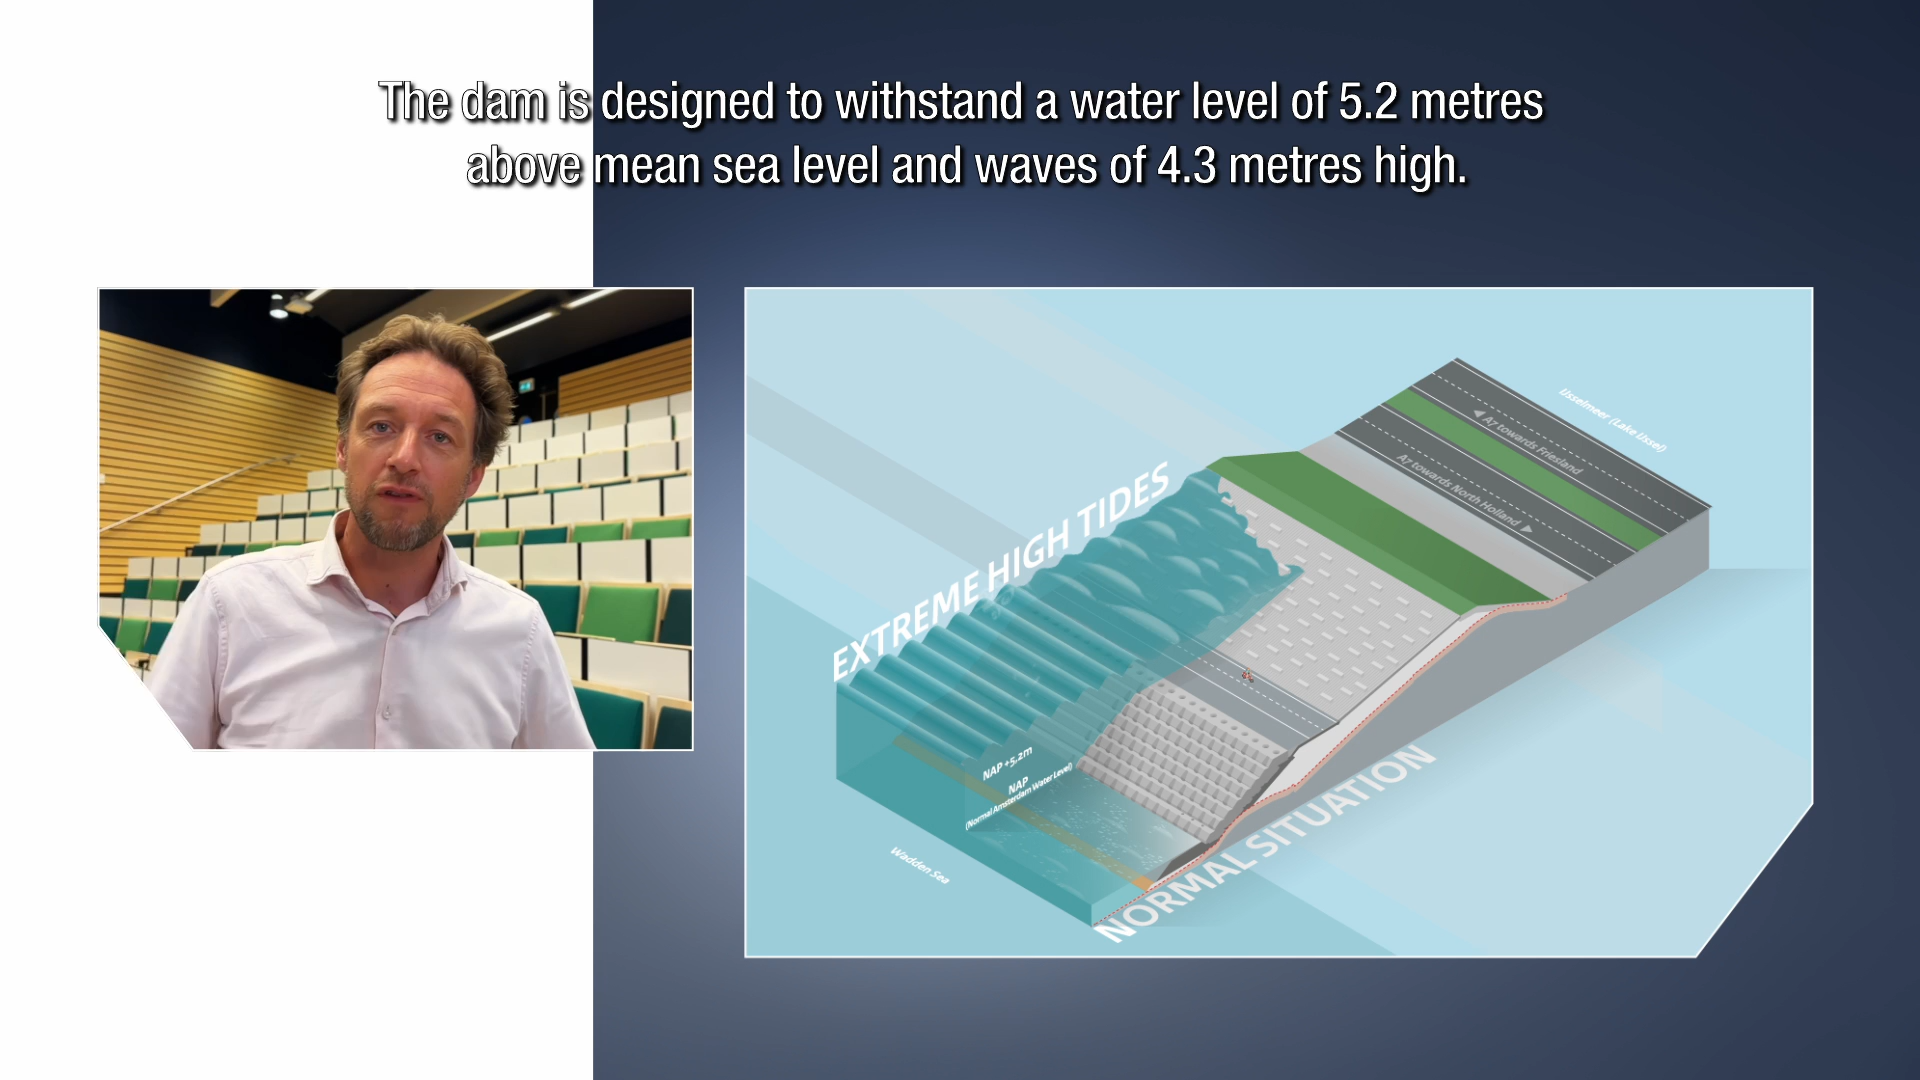 The dam is designed to withstand a water level of 5.2 metres
above mean sea level and waves of 4.3 metres high.
IJsselmeer (Lake IJssel)
◀ A7 towards Friesland
A7 towards North Holland ▶
EXTREME HIGH TIDES
NAP +5.2m
NAP
(Normal Amsterdam Water Level)
Wadden Sea
NORMAL SITUATION